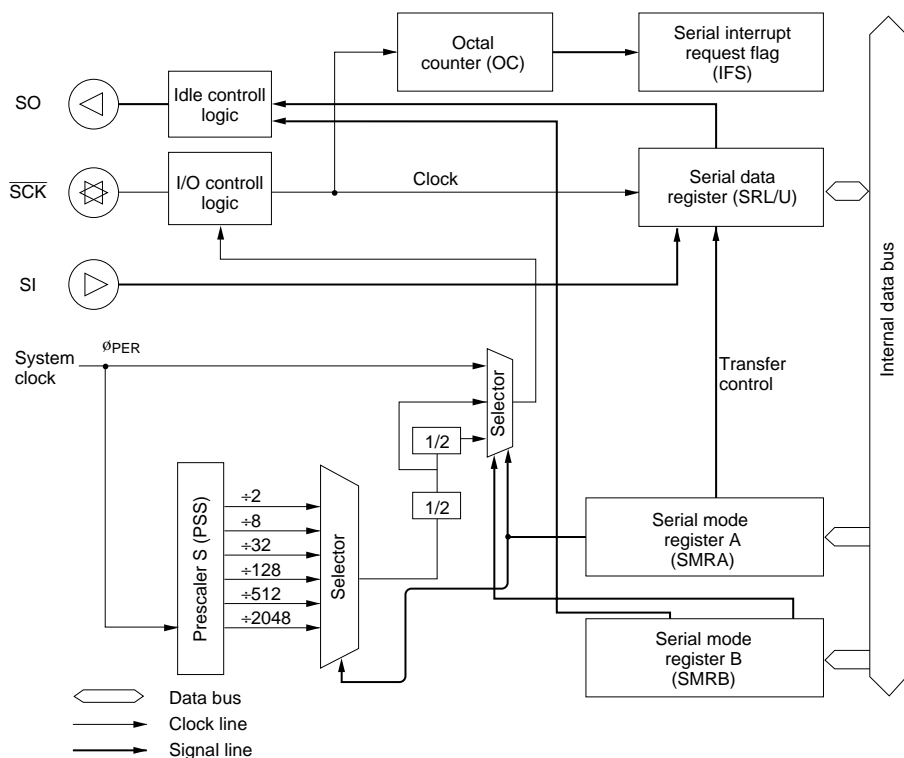 Octal
counter (OC)
Serial interrupt
request flag
(IFS)
SO
Idle controll
logic
SCK
I/O controll
logic
Clock
Serial data
register (SRL/U)
SI
Internal data bus
System
clock
øPER
Selector
Transfer
control
1/2
1/2
Prescaler S (PSS)
÷2
÷8
÷32
÷128
÷512
÷2048
Selector
Serial mode
register A
(SMRA)
Serial mode
register B
(SMRB)
Data bus
Clock line
Signal line